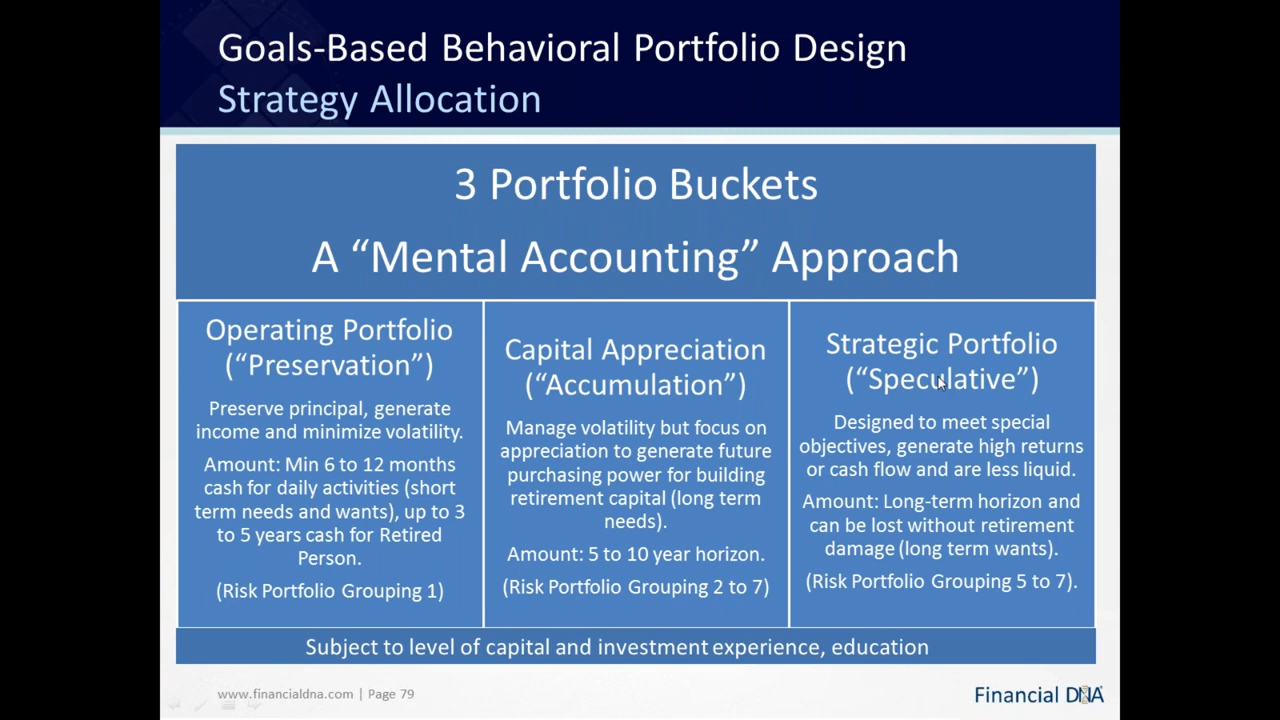 Goals-Based Behavioral Portfolio Design
Strategy Allocation
3 Portfolio Buckets
A “Mental Accounting” Approach
Operating Portfolio
(“Preservation”)
Preserve principal, generate
income and minimize volatility.
Amount: Min 6 to 12 months
cash for daily activities (short
term needs and wants), up to 3
to 5 years cash for Retired
Person.
(Risk Portfolio Grouping 1)
Capital Appreciation
(“Accumulation”)
Manage volatility but focus on
appreciation to generate future
purchasing power for building
retirement capital (long term
needs).
Amount: 5 to 10 year horizon.
(Risk Portfolio Grouping 2 to 7)
Strategic Portfolio
(“Speculative”)
Designed to meet special
objectives, generate high returns
or cash flow and are less liquid.
Amount: Long-term horizon and
can be lost without retirement
damage (long term wants).
(Risk Portfolio Grouping 5 to 7).
Subject to level of capital and investment experience, education
www.financialdna.com | Page 79
Financial DNA